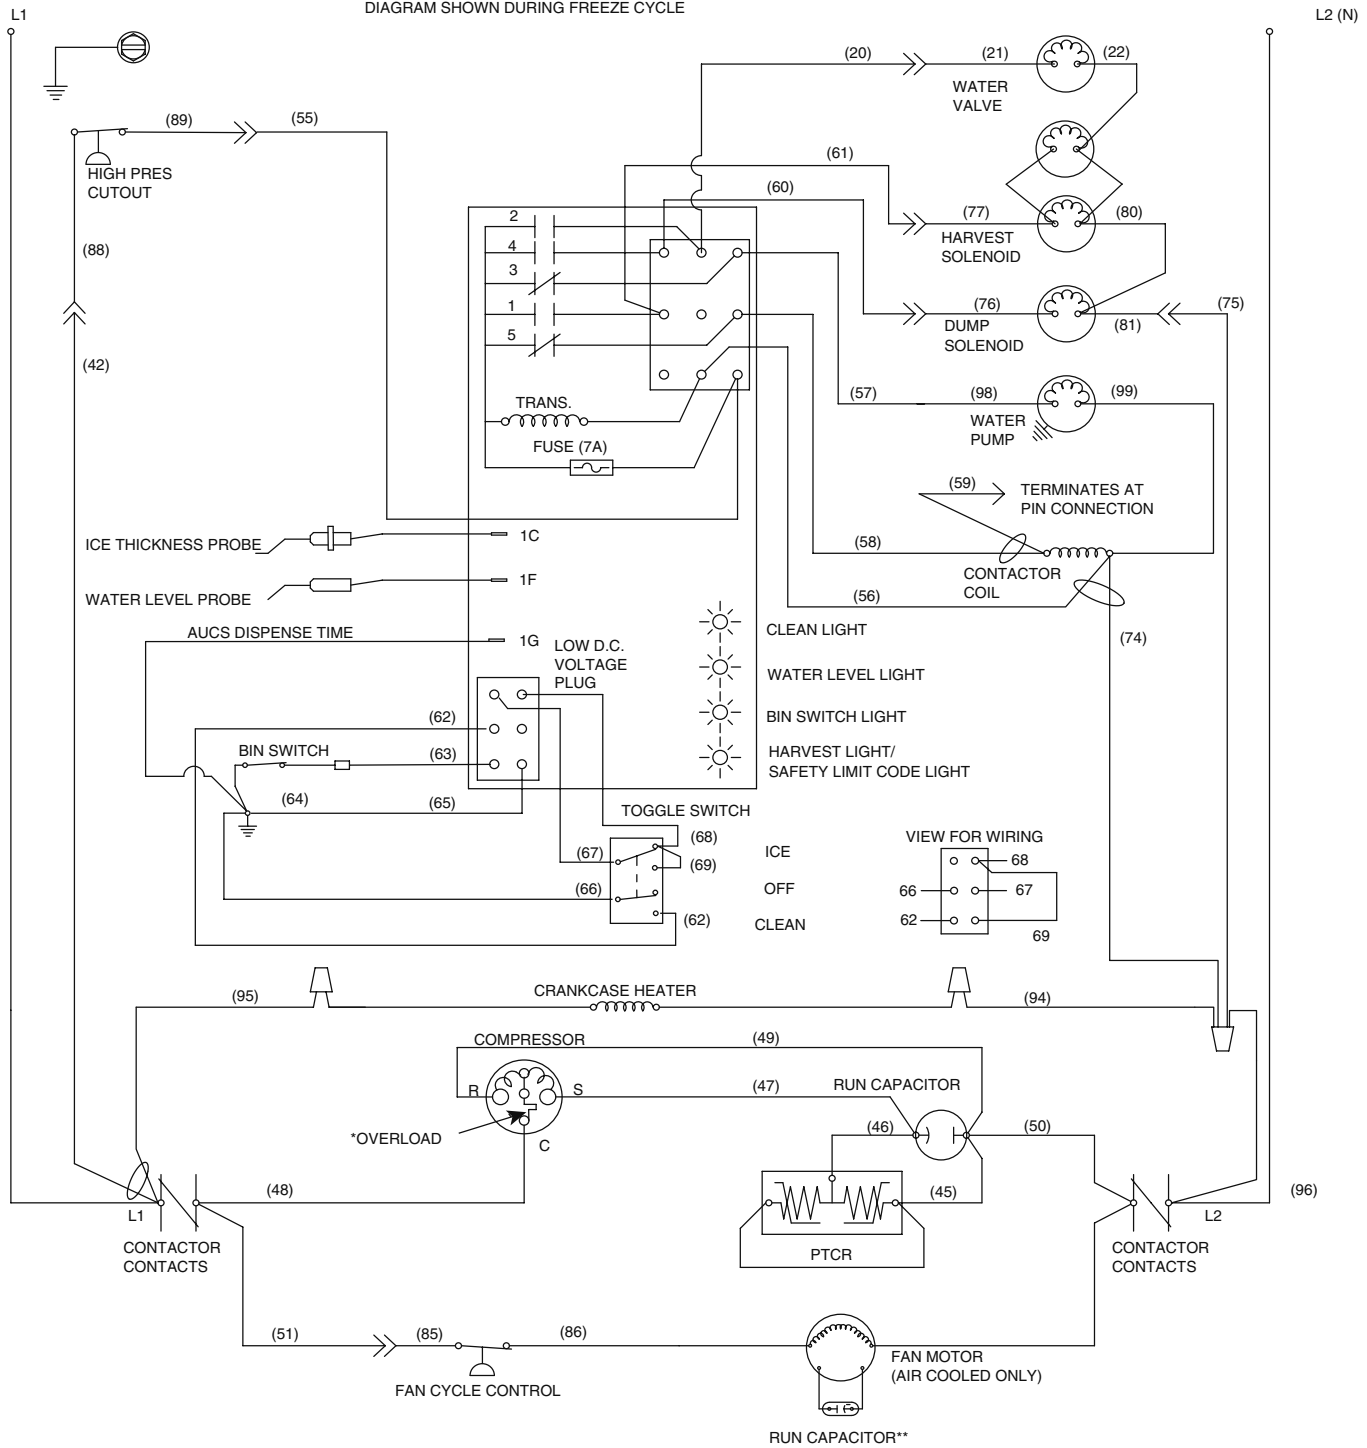 DIAGRAM SHOWN DURING FREEZE CYCLE
L1
L2 (N)
(20)
(21)
(22)
WATER
VALVE
(89)
(55)
HIGH PRES
CUTOUT
(61)
(60)
(77)
(80)
HARVEST
SOLENOID
(88)
2
4
3
1
5
(76)
(75)
(81)
DUMP
SOLENOID
(42)
TRANS.
FUSE (7A)
(57)
(98)
(99)
WATER
PUMP
(59)
TERMINATES AT
PIN CONNECTION
ICE THICKNESS PROBE
1C
(58)
CONTACTOR
COIL
WATER LEVEL PROBE
1F
(56)
AUCS DISPENSE TIME
1G
LOW D.C.
VOLTAGE
PLUG
CLEAN LIGHT
(74)
WATER LEVEL LIGHT
BIN SWITCH LIGHT
HARVEST LIGHT/
SAFETY LIMIT CODE LIGHT
(62)
BIN SWITCH
(63)
(64)
(65)
TOGGLE SWITCH
(68)
(67)
(69)
(66)
(62)
ICE
OFF
CLEAN
VIEW FOR WIRING
68
66
67
62
69
(95)
CRANKCASE HEATER
(94)
COMPRESSOR
(49)
R
S
(47)
RUN CAPACITOR
*OVERLOAD
C
(46)
(50)
(48)
(45)
(96)
L1
L2
CONTACTOR
CONTACTS
PTCR
CONTACTOR
CONTACTS
(51)
(85)
(86)
FAN CYCLE CONTROL
FAN MOTOR
(AIR COOLED ONLY)
RUN CAPACITOR**